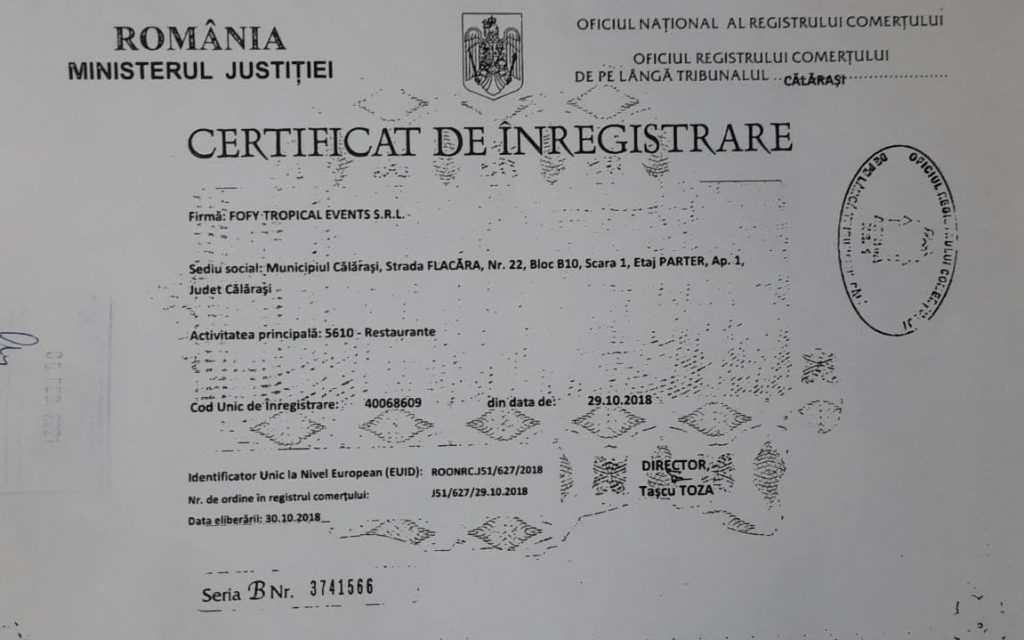 ROMÂNIA
MINISTERUL JUSTIȚIEI
OFICIUL NAȚIONAL AL REGISTRULUI COMERȚULUI
OFICIUL REGISTRULUI COMERȚULUI
DE PE LÂNGĂ TRIBUNALUL ..CĂLĂRAȘI..................
CERTIFICAT DE ÎNREGISTRARE
Firmă: FOFY TROPICAL EVENTS S.R.L.
Sediu social: Municipiul Călărași, Strada FLACĂRA, Nr. 22, Bloc B10, Scara 1, Etaj PARTER, Ap. 1,
Judet Călărași
Activitatea principală: 5610 - Restaurante
Cod Unic de Înregistrare: 40068609 din data de: 29.10.2018
Identificator Unic la Nivel European (EUID): ROONRC.J51/627/2018
Nr. de ordine în registrul comerțului: J51/627/29.10.2018
Data eliberării: 30.10.2018
DIRECTOR,
Tașcu TOZA
Seria B Nr. 3741566
OFICIUL REGISTRULUI COMERȚULUI